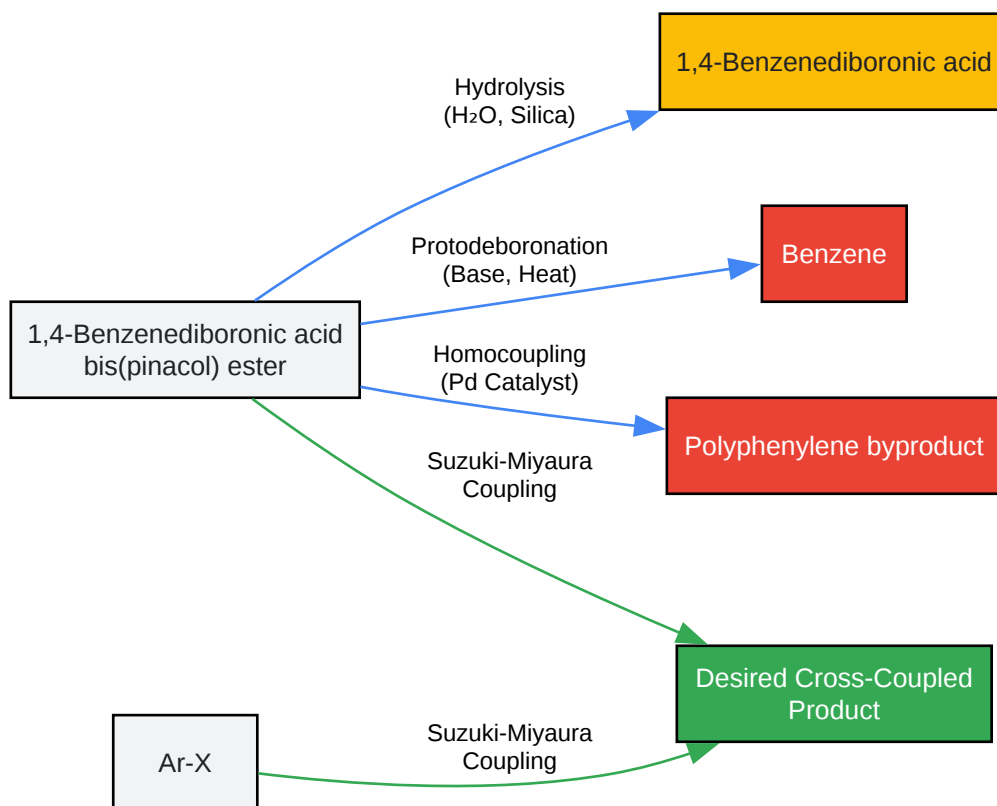 1,4-Benzenediboronic acid
Hydrolysis
(H₂O, Silica)
Protodeboronation
(Base, Heat)
Benzene
1,4-Benzenediboronic acid
bis(pinacol) ester
Homocoupling
(Pd Catalyst)
Polyphenylene byproduct
Suzuki-Miyaura
Coupling
Desired Cross-Coupled
Product
Ar-X
Suzuki-Miyaura
Coupling